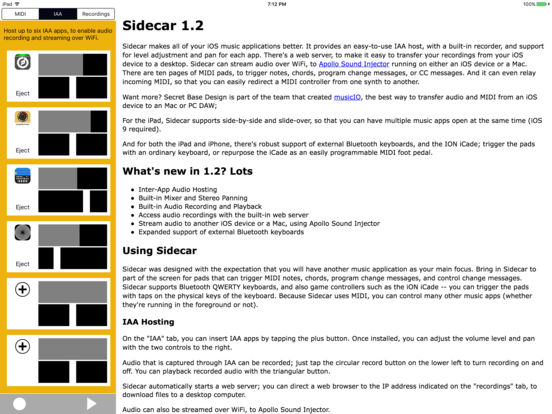 iPad
7:12 PM
100%
MIDI
IAA
Recordings
Host up to six IAA apps, to enable audio
recording and streaming over WiFi.
Eject
Eject
Eject
Eject
Sidecar 1.2
Sidecar makes all of your iOS music applications better. It provides an easy-to-use IAA host, with a built-in recorder, and support
for level adjustment and pan for each app. There's a web server, to make it easy to transfer your recordings from your iOS
device to a desktop. Sidecar can stream audio over WiFi, to Apollo Sound Injector running on either an iOS device or a Mac.
There are ten pages of MIDI pads, to trigger notes, chords, program change messages, or CC messages. And it can even relay
incoming MIDI, so that you can easily redirect a MIDI controller from one synth to another.
Want more? Secret Base Design is part of the team that created musicIO, the best way to transfer audio and MIDI from an iOS
device to an Mac or PC DAW;
For the iPad, Sidecar supports side-by-side and slide-over, so that you can have multiple music apps open at the same time (iOS
9 required).
And for both the iPad and iPhone, there's robust support of external Bluetooth keyboards, and the ION iCade; trigger the pads
with an ordinary keyboard, or repurpose the iCade as an easily programmable MIDI foot pedal.
What's new in 1.2? Lots
• Inter-App Audio Hosting
• Built-in Mixer and Stereo Panning
• Built-in Audio Recording and Playback
• Access audio recordings with the built-in web server
• Stream audio to another iOS device or a Mac, using Apollo Sound Injector
• Expanded support of external Bluetooth keyboards
Using Sidecar
Sidecar was designed with the expectation that you will have another music application as your main focus. Bring in Sidecar to
part of the screen for pads that can trigger MIDI notes, chords, program change messages, and control change messages.
Sidecar supports Bluetooth QWERTY keyboards, and also game controllers such as the iON iCade -- you can trigger the pads
with taps on the physical keys of the keyboard. Because Sidecar uses MIDI, you can control many other music apps (whether
they're running in the foreground or not).
IAA Hosting
On the "IAA" tab, you can insert IAA apps by tapping the plus button. Once installed, you can adjust the volume level and pan
with the two controls to the right.
Audio that is captured through IAA can be recorded; just tap the circular record button on the lower left to turn recording on and
off. You can playback recorded audio with the triangular button.
Sidecar automatically starts a web server; you can direct a web browser to the IP address indicated on the "recordings" tab, to
download files to a desktop computer.
Audio can also be streamed over WiFi, to Apollo Sound Injector.